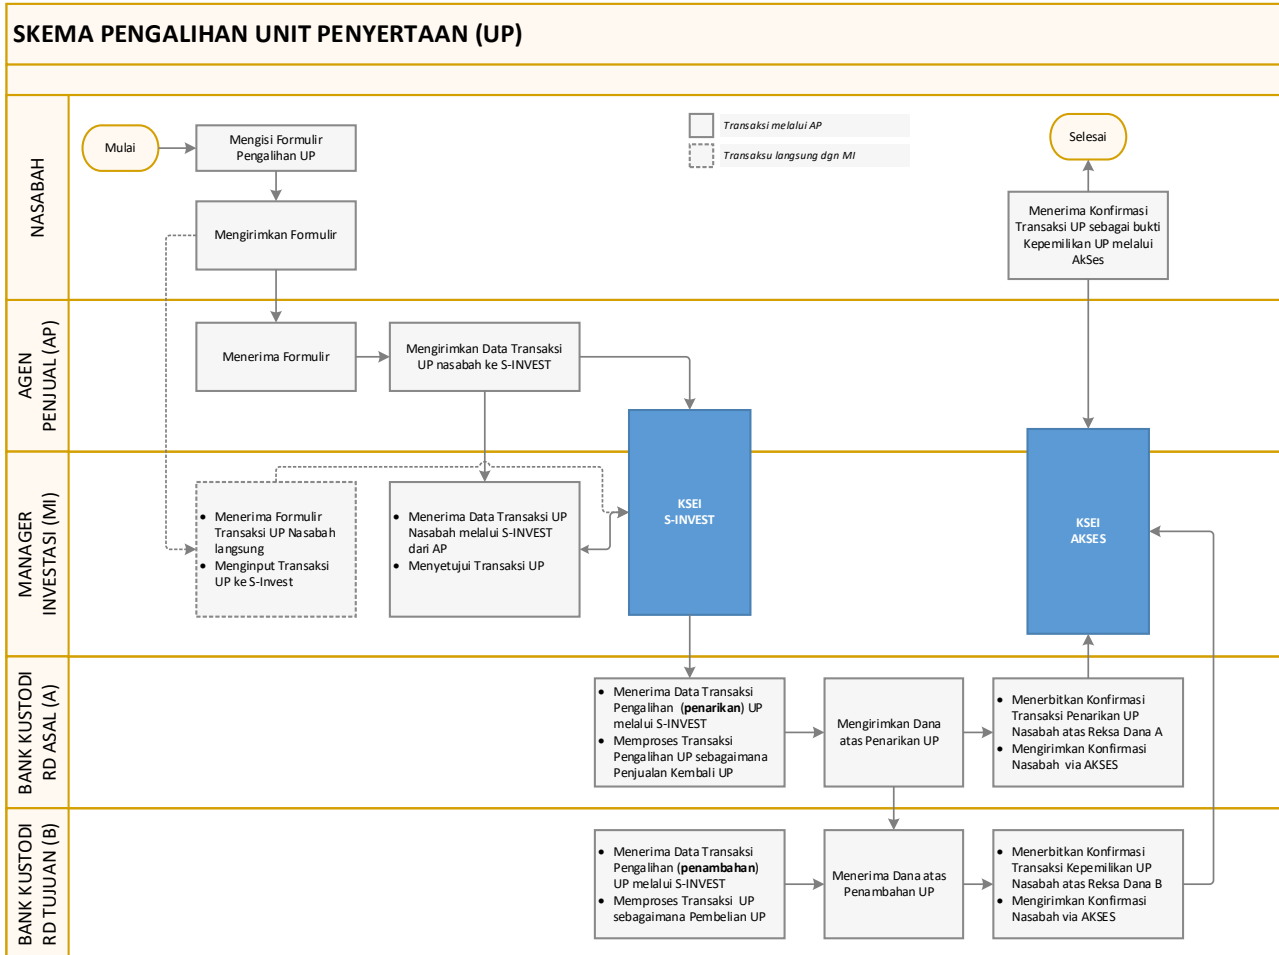 SKEMA PENGALIHAN UNIT PENYERTAAN (UP)
NASABAH
Mulai
Mengisi Formulir
Pengalihan UP
Transaksi melalui AP
Transaksu langsung dgn MI
Selesai
Mengirimkan Formulir
Menerima Konfirmasi
Transaksi UP sebagai bukti
Kepemilikan UP melalui
AkSes
AGEN
PENJUAL (AP)
Menerima Formulir
Mengirimkan Data Transaksi
UP nasabah ke S-INVEST
MANAGER
INVESTASI (MI)
• Menerima Formulir
Transaksi UP Nasabah
langsung
• Menginput Transaksi
UP ke S-Invest
• Menerima Data Transaksi UP
Nasabah melalui S-INVEST
dari AP
• Menyetujui Transaksi UP
KSEI
S-INVEST
KSEI
AKSES
BANK KUSTODI
RD ASAL (A)
• Menerima Data Transaksi
Pengalihan (penarikan) UP
melalui S-INVEST
• Memproses Transaksi
Pengalihan UP sebagaimana
Penjualan Kembali UP
Mengirimkan Dana
atas Penarikan UP
• Menerbitkan Konfirmasi
Transaksi Penarikan UP
Nasabah atas Reksa Dana A
• Mengirimkan Konfirmasi
Nasabah via AKSES
BANK KUSTODI
RD TUJUAN (B)
• Menerima Data Transaksi
Pengalihan (penambahan)
UP melalui S-INVEST
• Memproses Transaksi UP
sebagaimana Pembelian UP
Menerima Dana atas
Penambahan UP
• Menerbitkan Konfirmasi
Transaksi Kepemilikan UP
Nasabah atas Reksa Dana B
• Mengirimkan Konfirmasi
Nasabah via AKSES